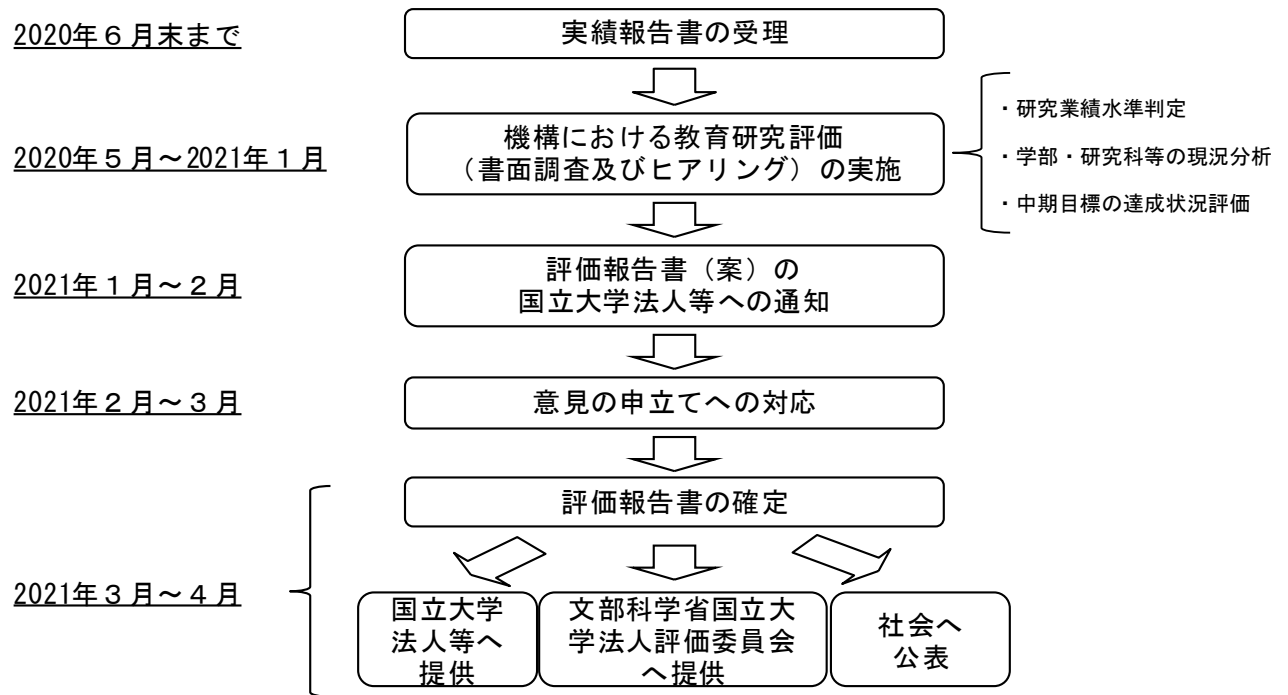 2020年６月末まで
実績報告書の受理
2020年５月～2021年１月
機構における教育研究評価
（書面調査及びヒアリング）の実施
・研究業績水準判定
・学部・研究科等の現況分析
・中期目標の達成状況評価
2021年１月～２月
評価報告書（案）の
国立大学法人等への通知
2021年２月～３月
意見の申立てへの対応
評価報告書の確定
2021年３月～４月
国立大学
法人等へ
提供
文部科学省国立大
学法人評価委員会
へ提供
社会へ
公表